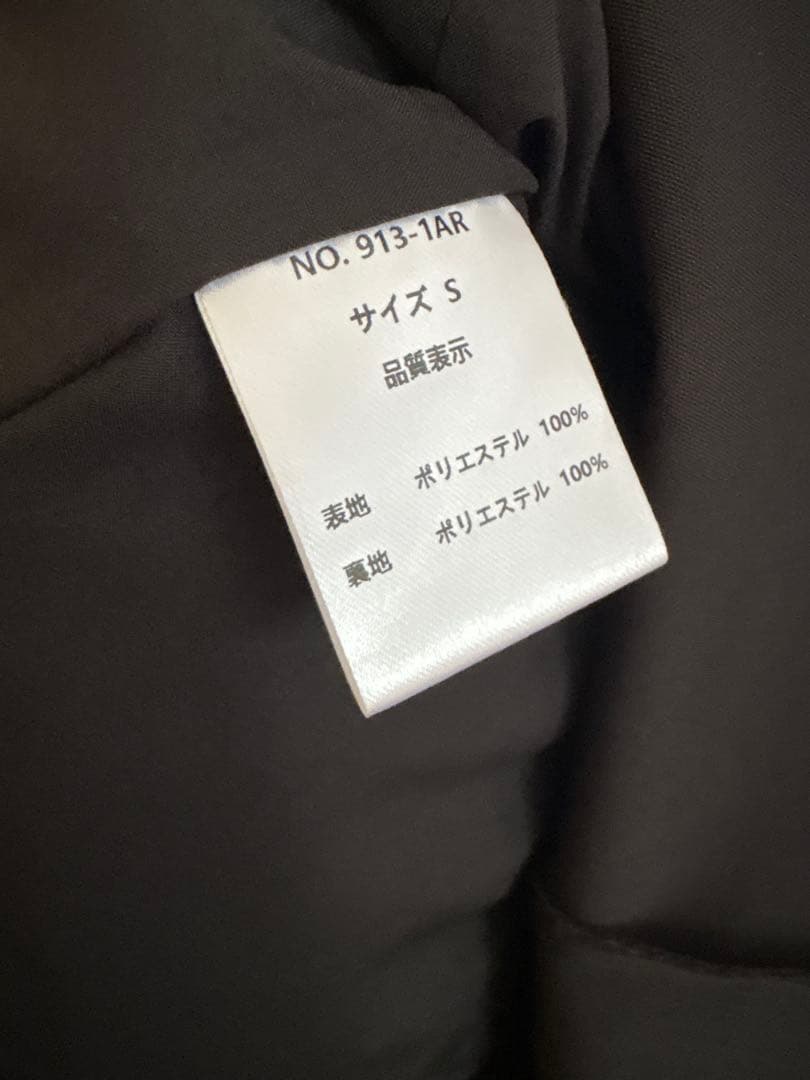 NO. 913-1AR
サイズ S
品質表示
表地 ポリエステル 100%
裏地 ポリエステル 100%